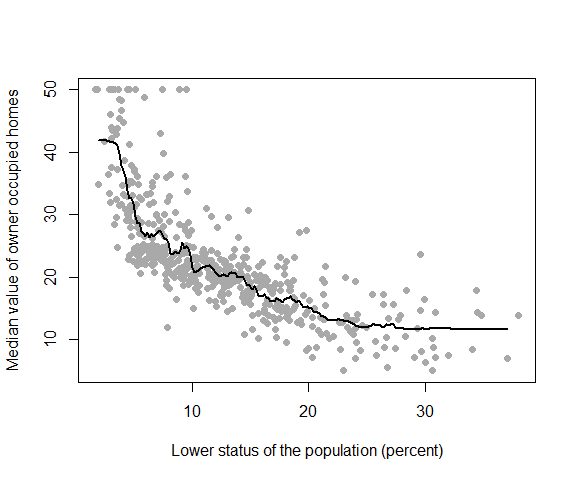 Median value of owner occupied homes
50
40
30
20
10
10 20 30
Lower status of the population (percent)